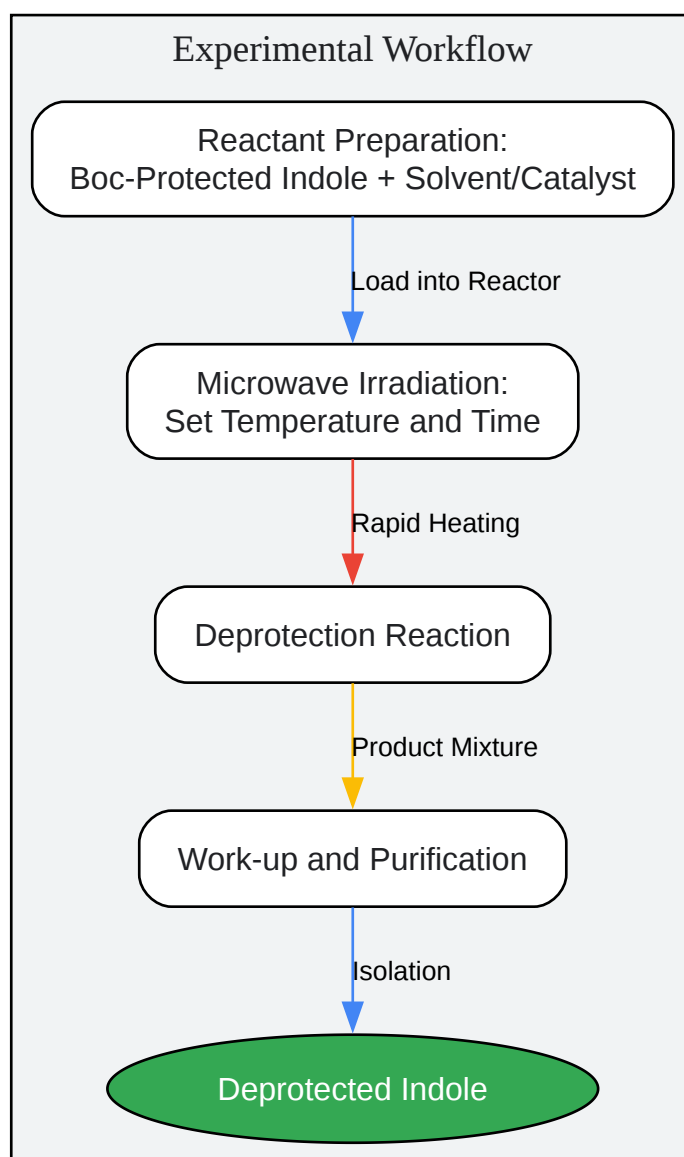 Experimental Workflow
Reactant Preparation:
Boc-Protected Indole + Solvent/Catalyst
Load into Reactor
Microwave Irradiation:
Set Temperature and Time
Rapid Heating
Deprotection Reaction
Product Mixture
Work-up and Purification
Isolation
Deprotected Indole